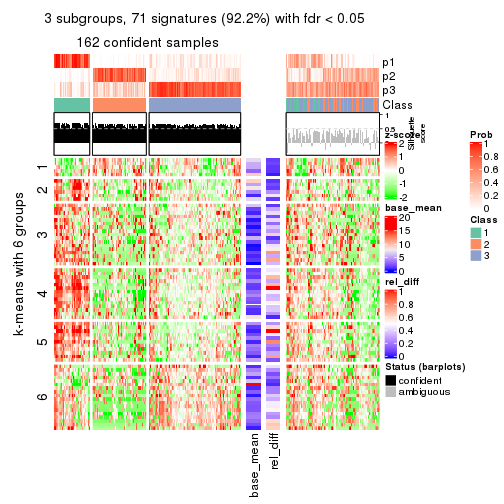 3 subgroups, 71 signatures (92.2%) with fdr < 0.05
162 confident samples
p1
p2
p3
Class
1
0.5
0
Silhouette
score
k-means with 6 groups
1
2
3
4
5
6
base_mean
rel_diff
z-score
2
1
0
-1
-2
base_mean
20
15
10
5
0
rel_diff
1
0.8
0.6
0.4
0.2
0
Status (barplots)
confident
ambiguous
Prob
1
0.8
0.6
0.4
0.2
0
Class
1
2
3